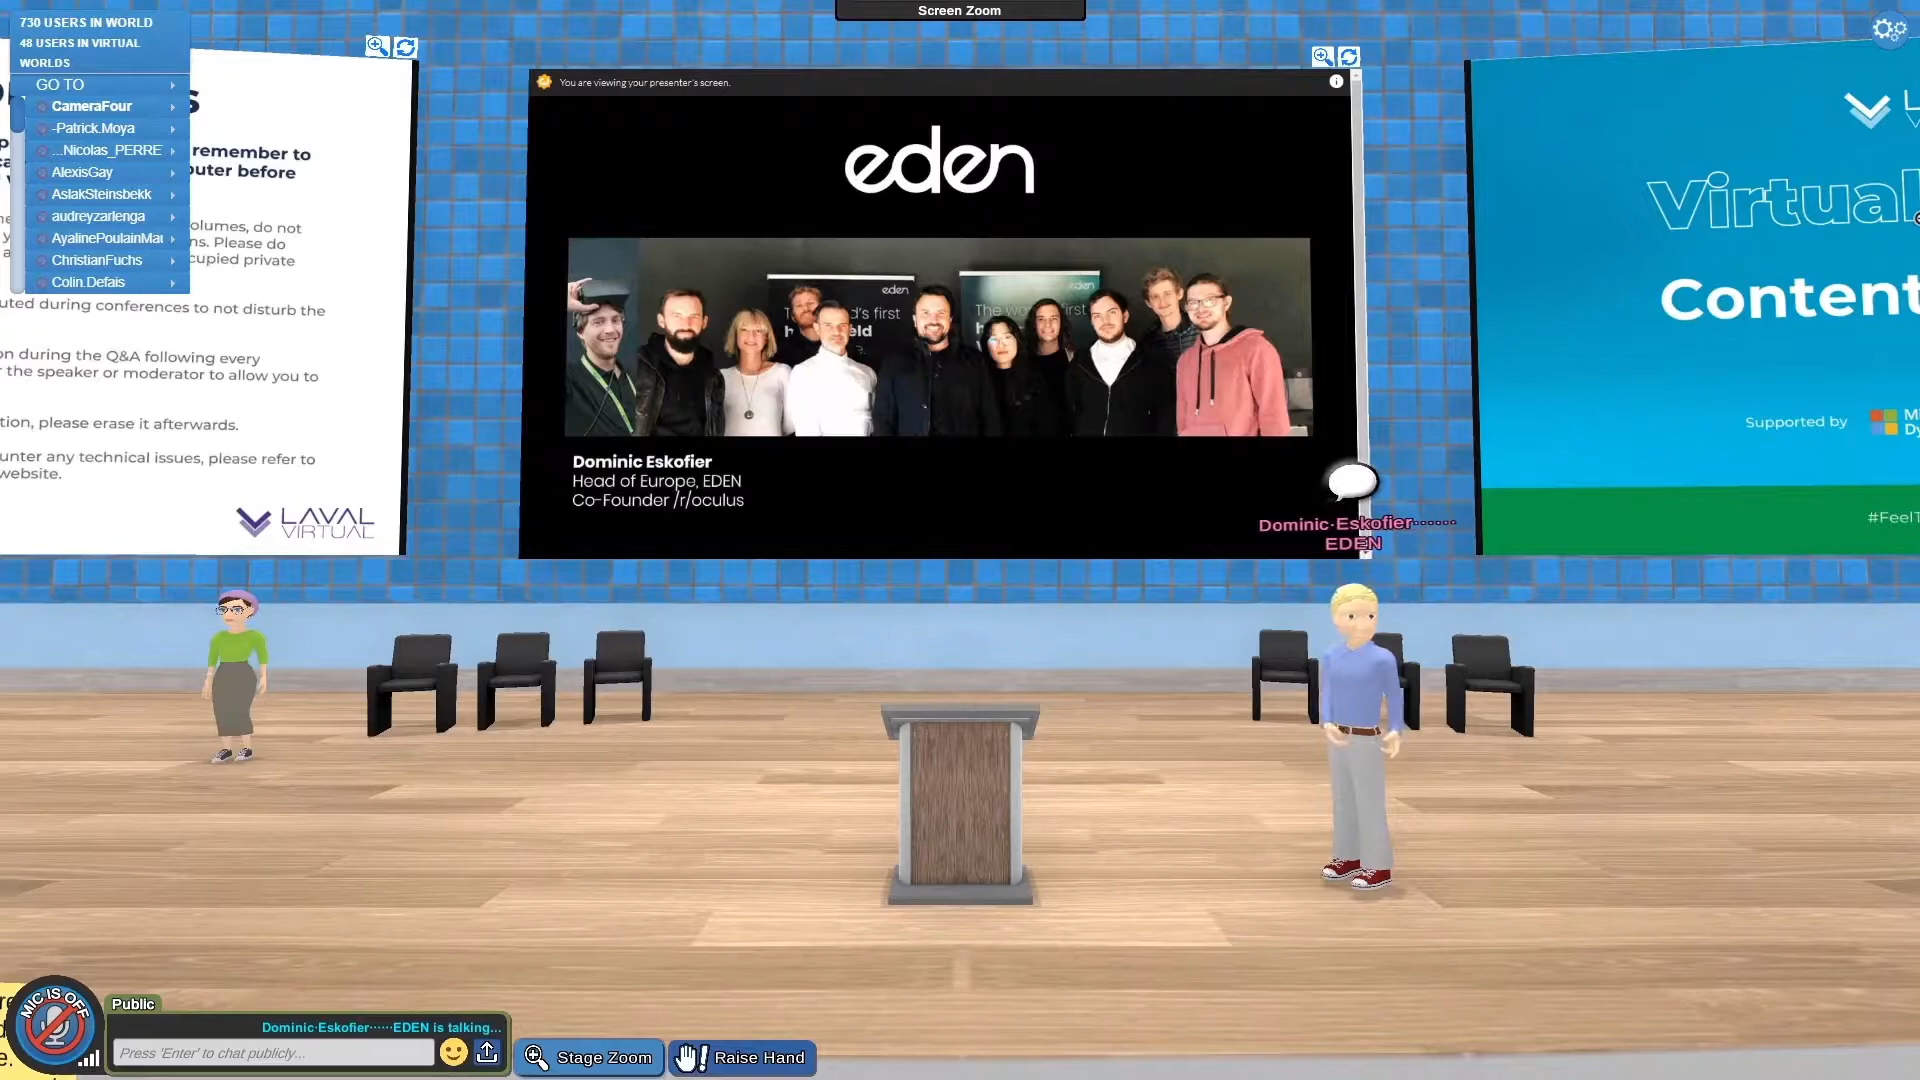 730 USERS IN WORLD
48 USERS IN VIRTUAL
WORLDS
GO TO
CameraFour
-Patrick.Moya
...Nicolas_PERRE
AlexisGay
AslakSteinsbekk
audreyzarlenga
AyalinePoulainMau
ChristianFuchs
Colin.Defais
remember to
outer before
olumes, do not
ns. Please do
cupied private
uted during conferences to not disturb the
on during the Q&A following every
r the speaker or moderator to allow you to
tion, please erase it afterwards.
unter any technical issues, please refer to
website.
LAVAL
VIRTUAL
Screen Zoom
You are viewing your presenter's screen.
eden
eden
eden
Dominic Eskofier
Head of Europe, EDEN
Co-Founder /r/oculus
Dominic·Eskofier······
EDEN
Virtual
Content
Supported by
#FeelT
MIC IS OFF
Public
Dominic·Eskofier······EDEN is talking...
Press 'Enter' to chat publicly...
Stage Zoom
Raise Hand